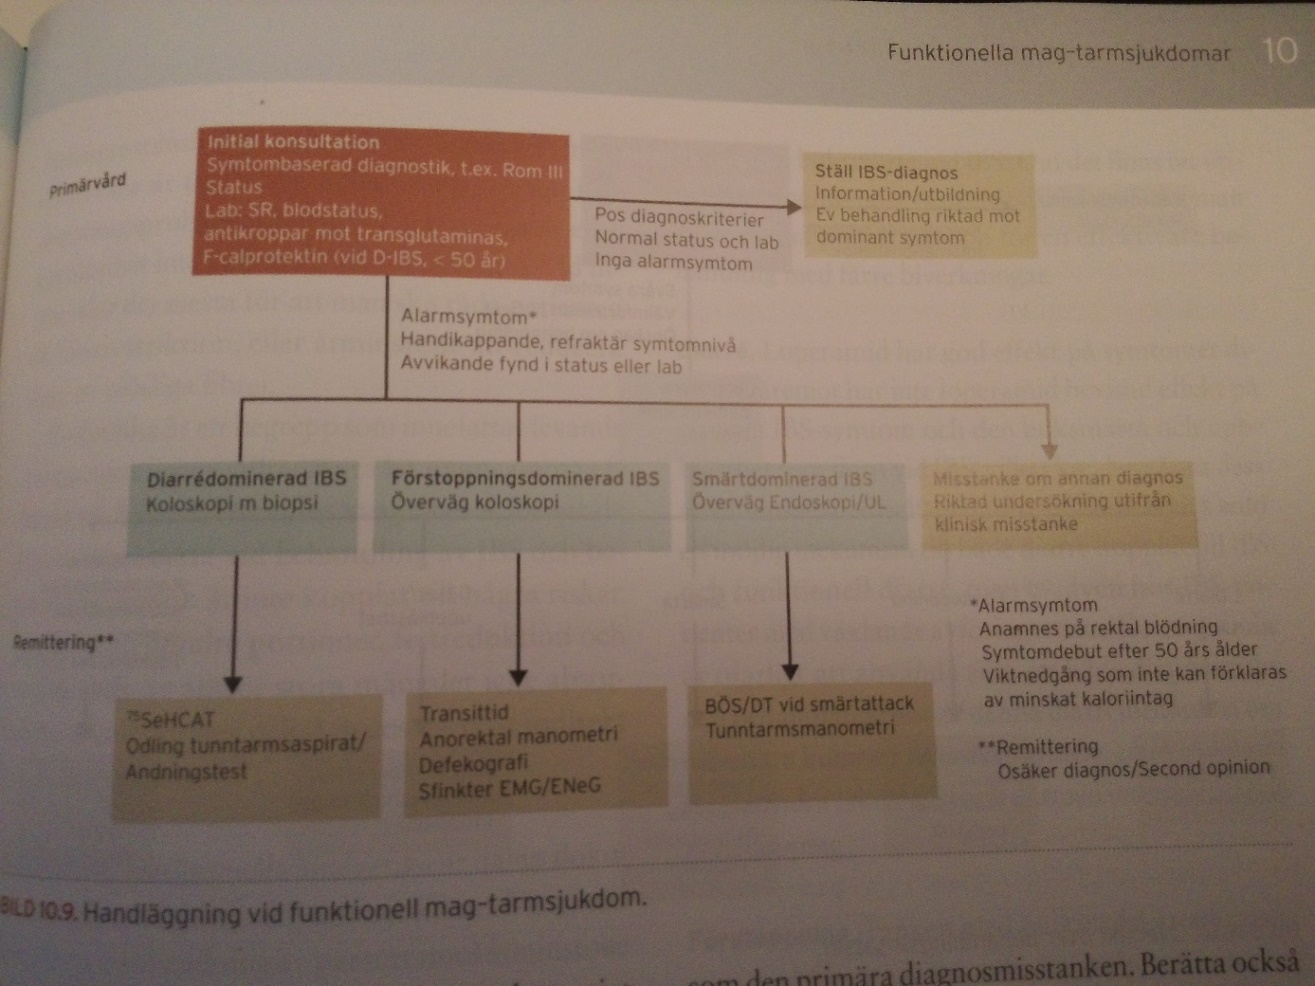 Funktionella mag-tarmsjukdomar 10
Primärvård
Initial konsultation
Symtombaserad diagnostik, t.ex. Rom III
Status
Lab: SR, blodstatus,
antikroppar mot transglutaminas,
F-calprotektin (vid D-IBS, < 50 år)
Pos diagnoskriterier
Normal status och lab
Inga alarmsymtom
Ställ IBS-diagnos
Information/utbildning
Ev behandling riktad mot
dominant symtom
Alarmsymtom*
Handikappande, refraktär symtomnivå
Avvikande fynd i status eller lab
Diarrédominerad IBS
Koloskopi m biopsi
Förstoppningsdominerad IBS
Överväg koloskopi
Smärtdominerad IBS
Överväg Endoskopi/UL
Misstanke om annan diagnos
Riktad undersökning utifrån
klinisk misstanke
Remittering**
⁷⁵SeHCAT
Odling tunntarmsaspirat/
Andningstest
Transittid
Anorektal manometri
Defekografi
Sfinkter EMG/ENeG
BÖS/DT vid smärtattack
Tunntarmsmanometri
*Alarmsymtom
Anamnes på rektal blödning
Symtomdebut efter 50 års ålder
Viktnedgång som inte kan förklaras
av minskat kaloriintag
**Remittering
Osäker diagnos/Second opinion
BILD 10.9. Handläggning vid funktionell mag-tarmsjukdom.
som den primära diagnosmisstanken. Berätta också